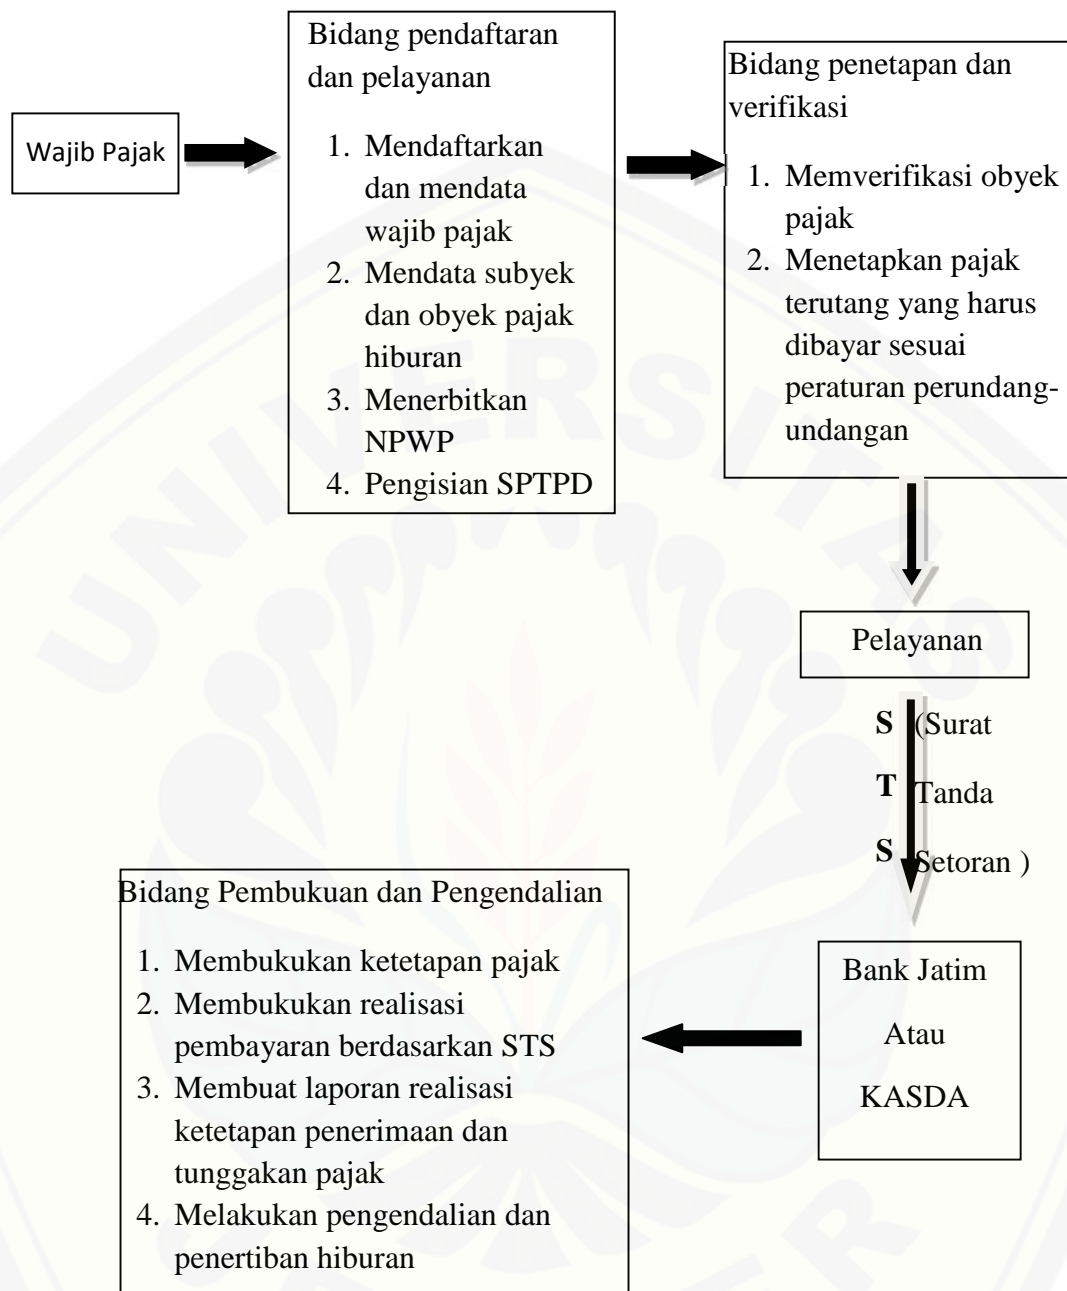 Wajib Pajak
Bidang pendaftaran
dan pelayanan
1. Mendaftarkan
dan mendata
wajib pajak
2. Mendata subyek
dan obyek pajak
hiburan
3. Menerbitkan
NPWP
4. Pengisian SPTPD
Bidang penetapan dan
verifikasi
1. Memverifikasi obyek
pajak
2. Menetapkan pajak
terutang yang harus
dibayar sesuai
peraturan perundang-
undangan
Pelayanan
S (Surat
T Tanda
S Setoran )
Bank Jatim
Atau
KASDA
Bidang Pembukuan dan Pengendalian
1. Membukukan ketetapan pajak
2. Membukukan realisasi
pembayaran berdasarkan STS
3. Membuat laporan realisasi
ketetapan penerimaan dan
tunggakan pajak
4. Melakukan pengendalian dan
penertiban hiburan
UNIVERSITAS